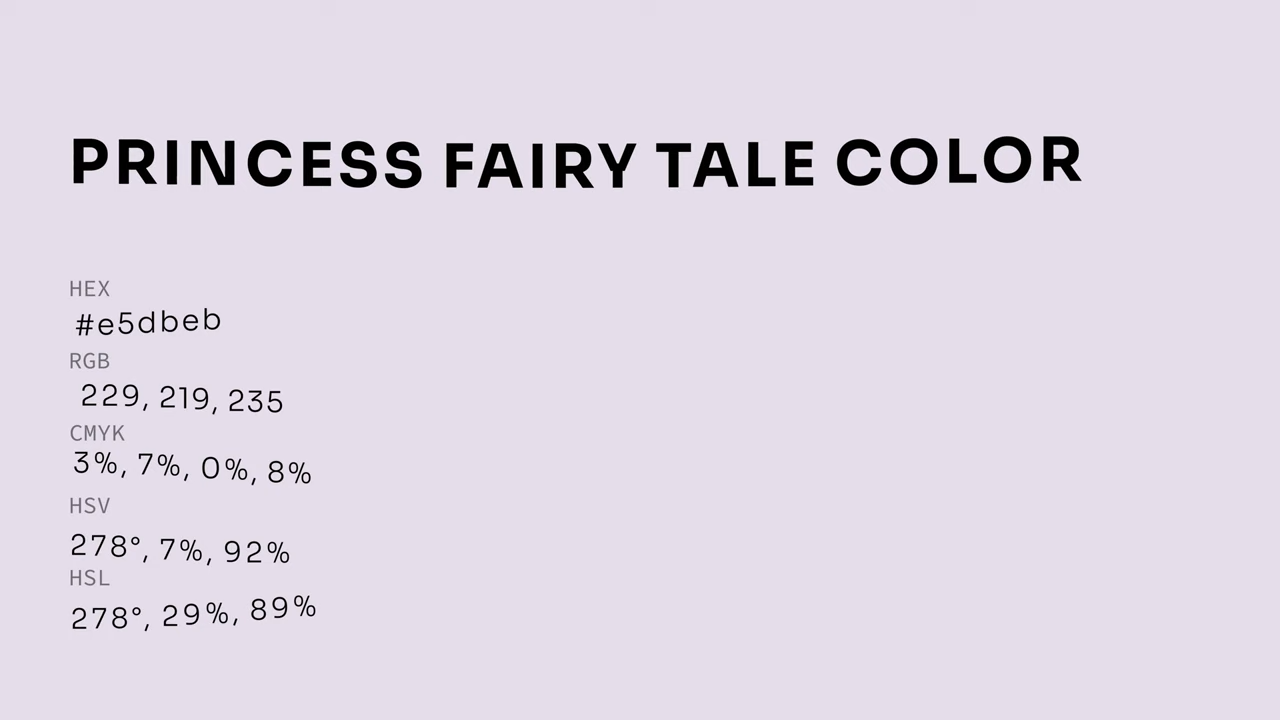 PRINCESS FAIRY TALE COLOR
HEX
#e5dbeb
RGB
229, 219, 235
CMYK
3%, 7%, 0%, 8%
HSV
278°, 7%, 92%
HSL
278°, 29%, 89%